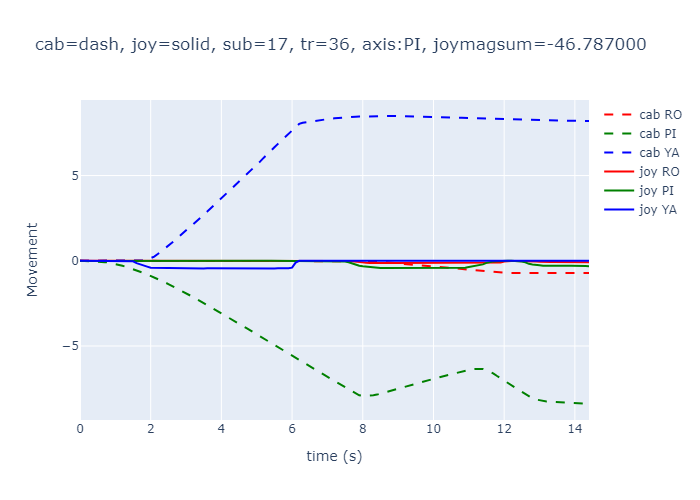 cab=dash, joy=solid, sub=17, tr=36, axis:PI, joymagsum=-46.787000
cab RO
cab PI
cab YA
joy RO
joy PI
joy YA
Movement
5
0
−5
0 2 4 6 8 10 12 14
time (s)